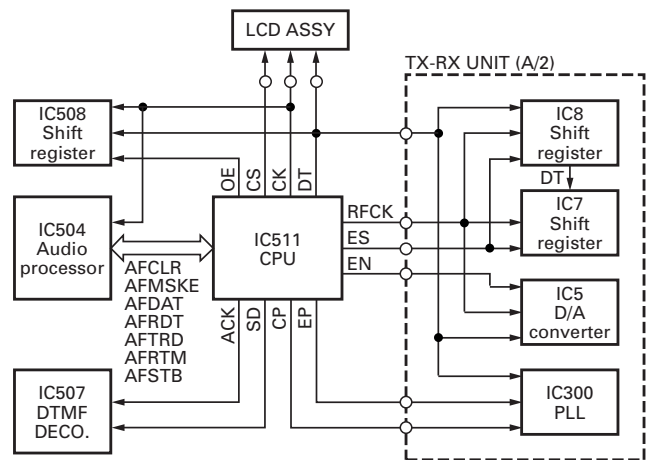 LCD ASSY
TX-RX UNIT (A/2)
IC508
Shift
register
IC8
Shift
register
OE
CS
CK
DT
DT
IC504
Audio
processor
IC511
CPU
RFCK
ES
EN
IC7
Shift
register
AFCLR
AFMSKE
AFDAT
AFRDT
AFTRD
AFRTM
AFSTB
ACK
SD
CP
EP
IC5
D/A
converter
IC507
DTMF
DECO.
IC300
PLL